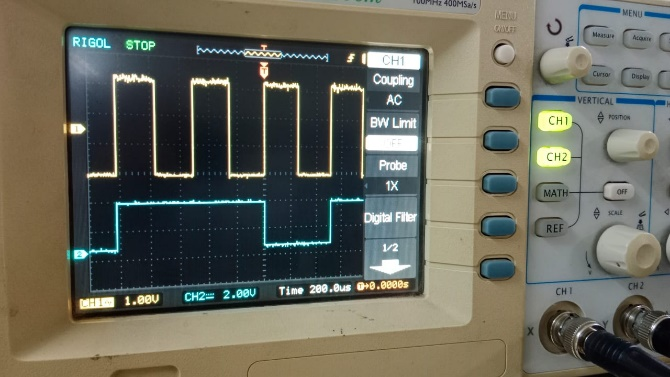 100MHz 400MSa/s
RIGOL STOP
T
CH1
Coupling
AC
BW Limit
OFF
Probe
1X
Digital Filter
1/2
1
2
CH1 1.00V CH2 2.00V Time 200.0us T→0.0000s
MENU
ON/OFF
MENU
Measure Acquire
Cursor Display
VERTICAL
CH1
POSITION
CH2
MATH OFF
REF
SCALE
CH 1 CH 2
X
Y